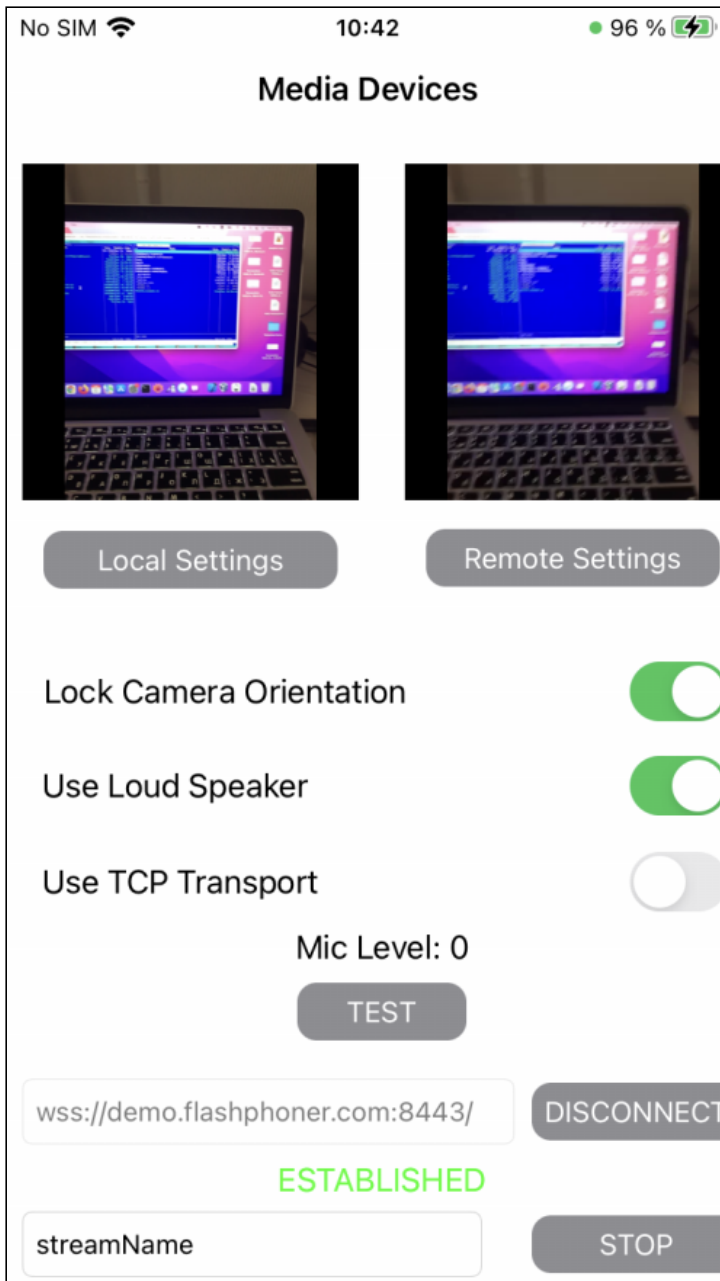 No SIM 10:42 96 %
Media Devices
Local Settings Remote Settings
Lock Camera Orientation
Use Loud Speaker
Use TCP Transport
Mic Level: 0
TEST
wss://demo.flashphoner.com:8443/ DISCONNECT
ESTABLISHED
streamName STOP